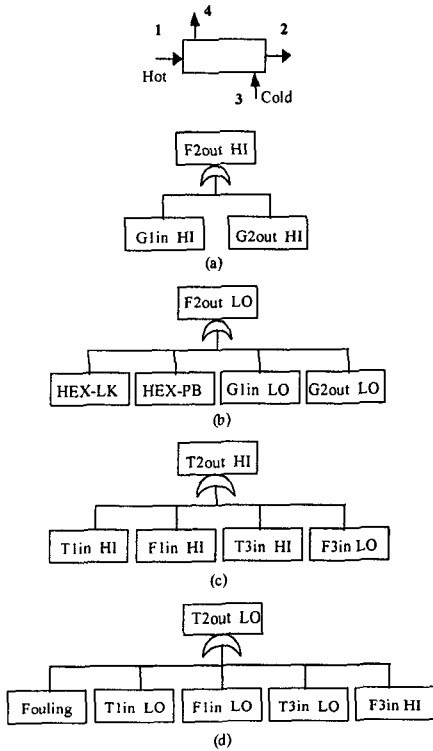 4
1 2
Hot
3 Cold
F2out HI
G1in HI G2out HI
(a)
F2out LO
HEX-LK HEX-PB G1in LO G2out LO
(b)
T2out HI
T1in HI F1in HI T3in HI F3in LO
(c)
T2out LO
Fouling T1in LO F1in LO T3in LO F3in HI
(d)